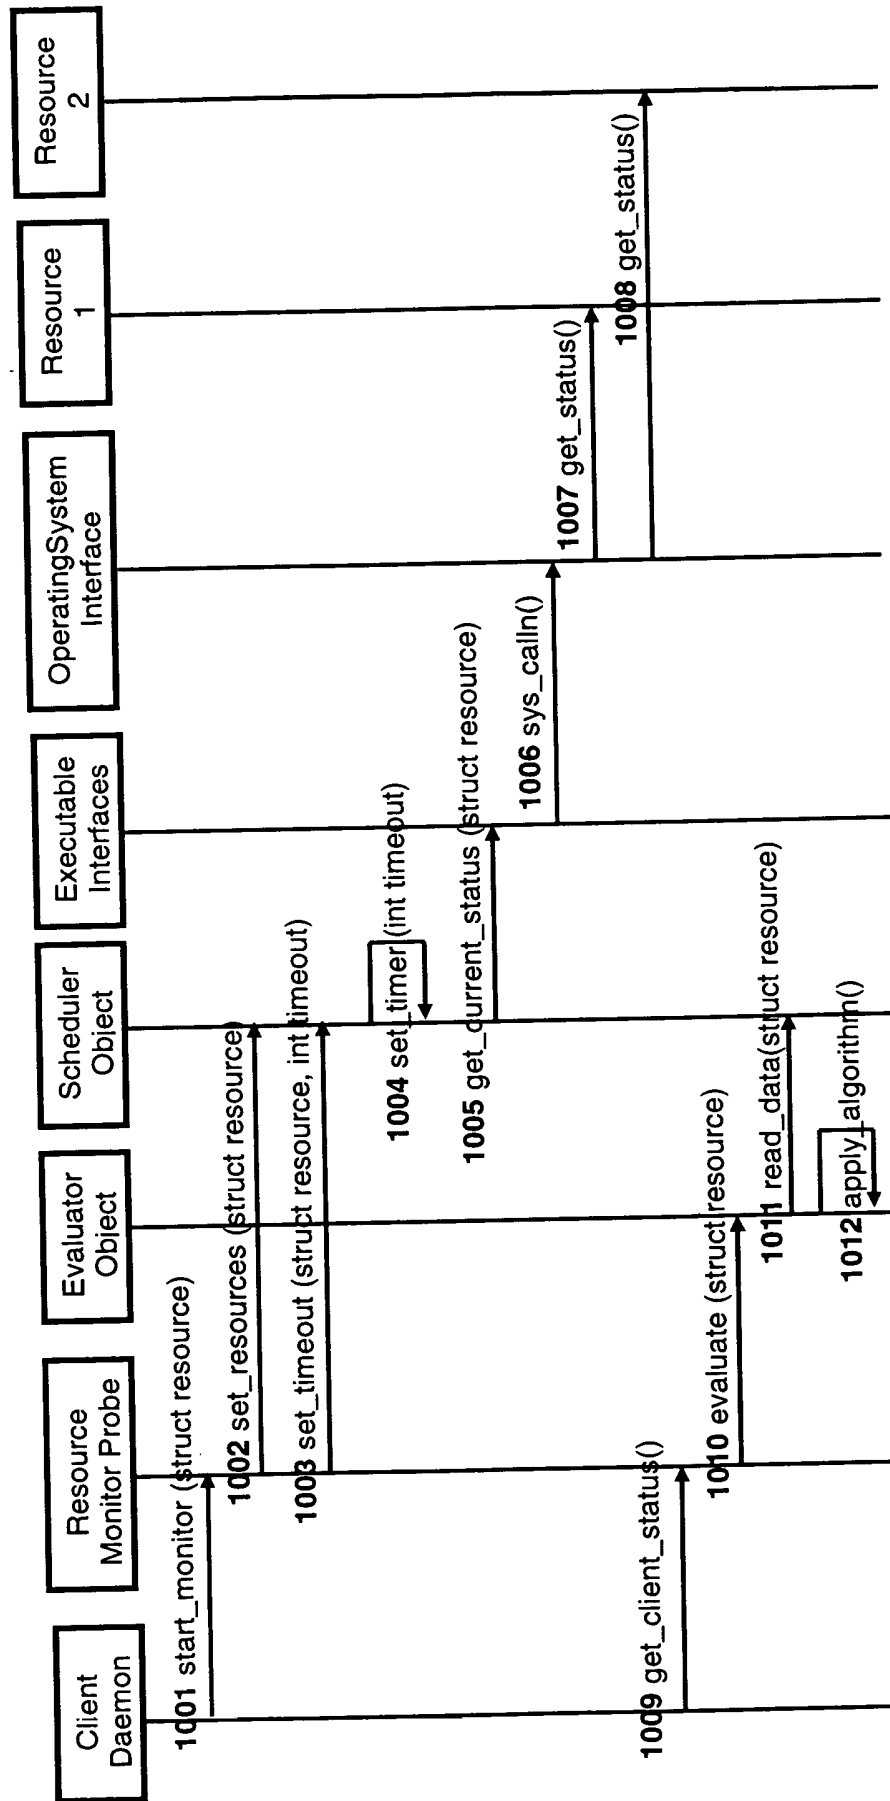 Client
Daemon
Resource
Monitor Probe
Evaluator
Object
Scheduler
Object
Executable
Interfaces
OperatingSystem
Interface
Resource
1
Resource
2
1001 start_monitor (struct resource)
1002 set_resources (struct resource)
1003 set_timeout (struct resource, int timeout)
1004 set_timer (int timeout)
1005 get_current_status (struct resource)
1006 sys_calln()
1007 get_status()
1008 get_status()
1009 get_client_status()
1010 evaluate (struct resource)
1011 read_data(struct resource)
1012 apply_algorithm()